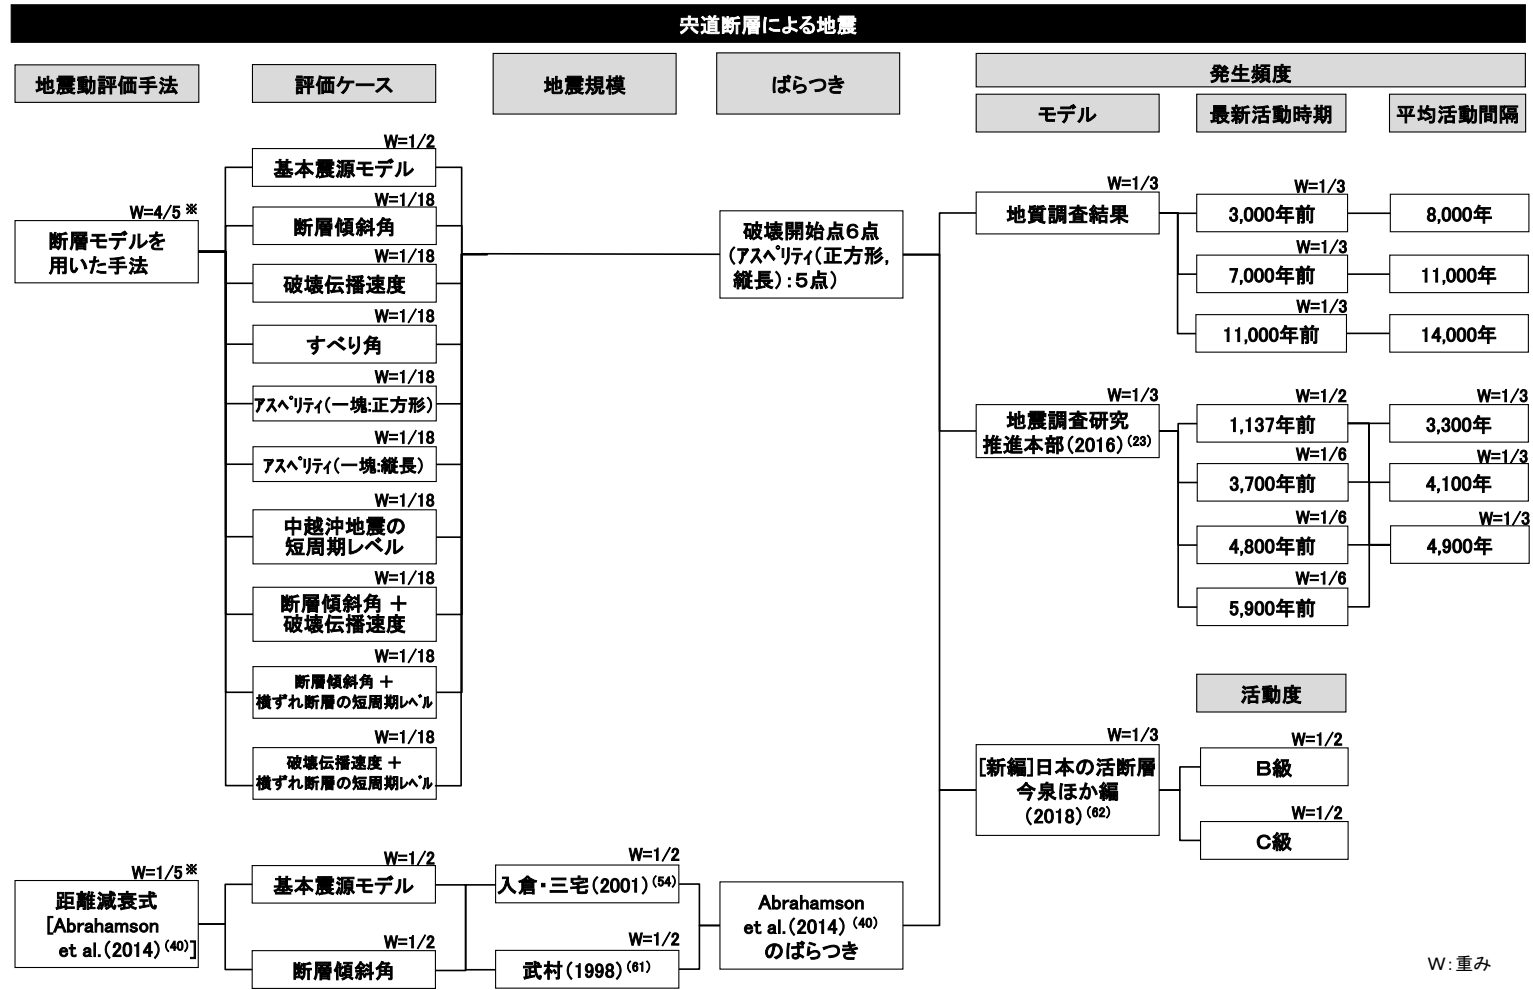 宍道断層による地震
地震動評価手法
評価ケース
地震規模
ばらつき
発生頻度
モデル
最新活動時期
平均活動間隔
W=4/5※
断層モデルを
用いた手法
W=1/2
基本震源モデル
W=1/18
断層傾斜角
W=1/18
破壊伝播速度
W=1/18
すべり角
W=1/18
アスペリティ(一塊:正方形)
W=1/18
アスペリティ(一塊:縦長)
W=1/18
中越沖地震の
短周期レベル
W=1/18
断層傾斜角 +
破壊伝播速度
W=1/18
断層傾斜角 +
横ずれ断層の短周期レベル
W=1/18
破壊伝播速度 +
横ずれ断層の短周期レベル
破壊開始点6点
(アスペリティ(正方形,
縦長):5点)
W=1/3
地質調査結果
W=1/3
3,000年前
8,000年
W=1/3
7,000年前
11,000年
W=1/3
11,000年前
14,000年
W=1/3
地震調査研究
推進本部(2016)(23)
W=1/2
1,137年前
W=1/3
3,300年
W=1/6
3,700年前
W=1/3
4,100年
W=1/6
4,800年前
W=1/3
4,900年
W=1/6
5,900年前
活動度
W=1/3
[新編]日本の活断層
今泉ほか編
(2018)(62)
W=1/2
B級
W=1/2
C級
W=1/5※
距離減衰式
[Abrahamson
et al.(2014)(40)]
W=1/2
基本震源モデル
W=1/2
断層傾斜角
W=1/2
入倉・三宅(2001)(54)
W=1/2
武村(1998)(61)
Abrahamson
et al.(2014)(40)
のばらつき
W:重み